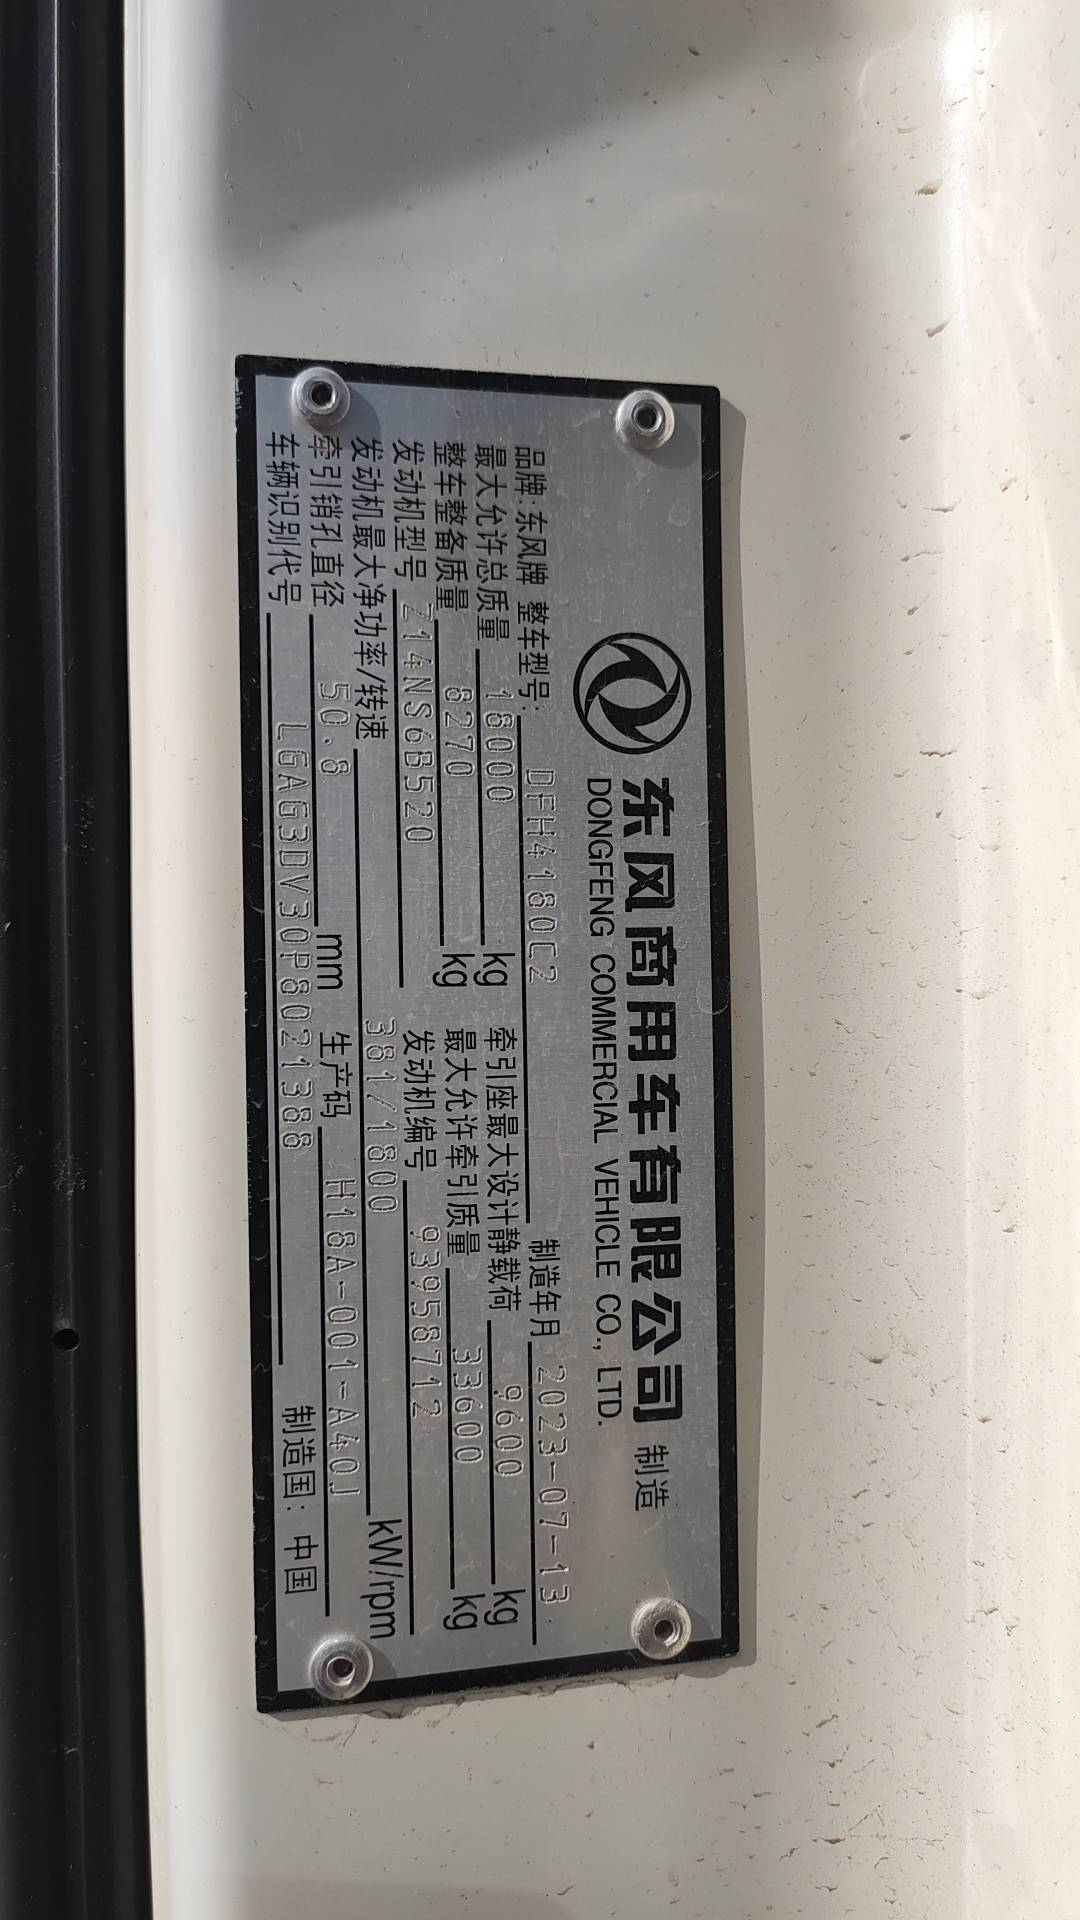 东风商用车有限公司 制造
DONGFENG COMMERCIAL VEHICLE CO., LTD.
品牌:东风牌 整车型号: DFH4180C2 制造年月 2023-07-13.
最大允许总质量 18000 kg 牵引座最大设计静载荷 9600 kg
整车整备质量 8270 kg 最大允许牵引质量 33600 kg
发动机型号 Z14NS6B520 发动机编号 93958712
发动机最大净功率/转速 381/1800 kW/rpm
牵引销孔直径 50.8 mm 生产码 H18A-001-A40J
车辆识别代号 LGAG3DV30P8021388 制造国: 中国